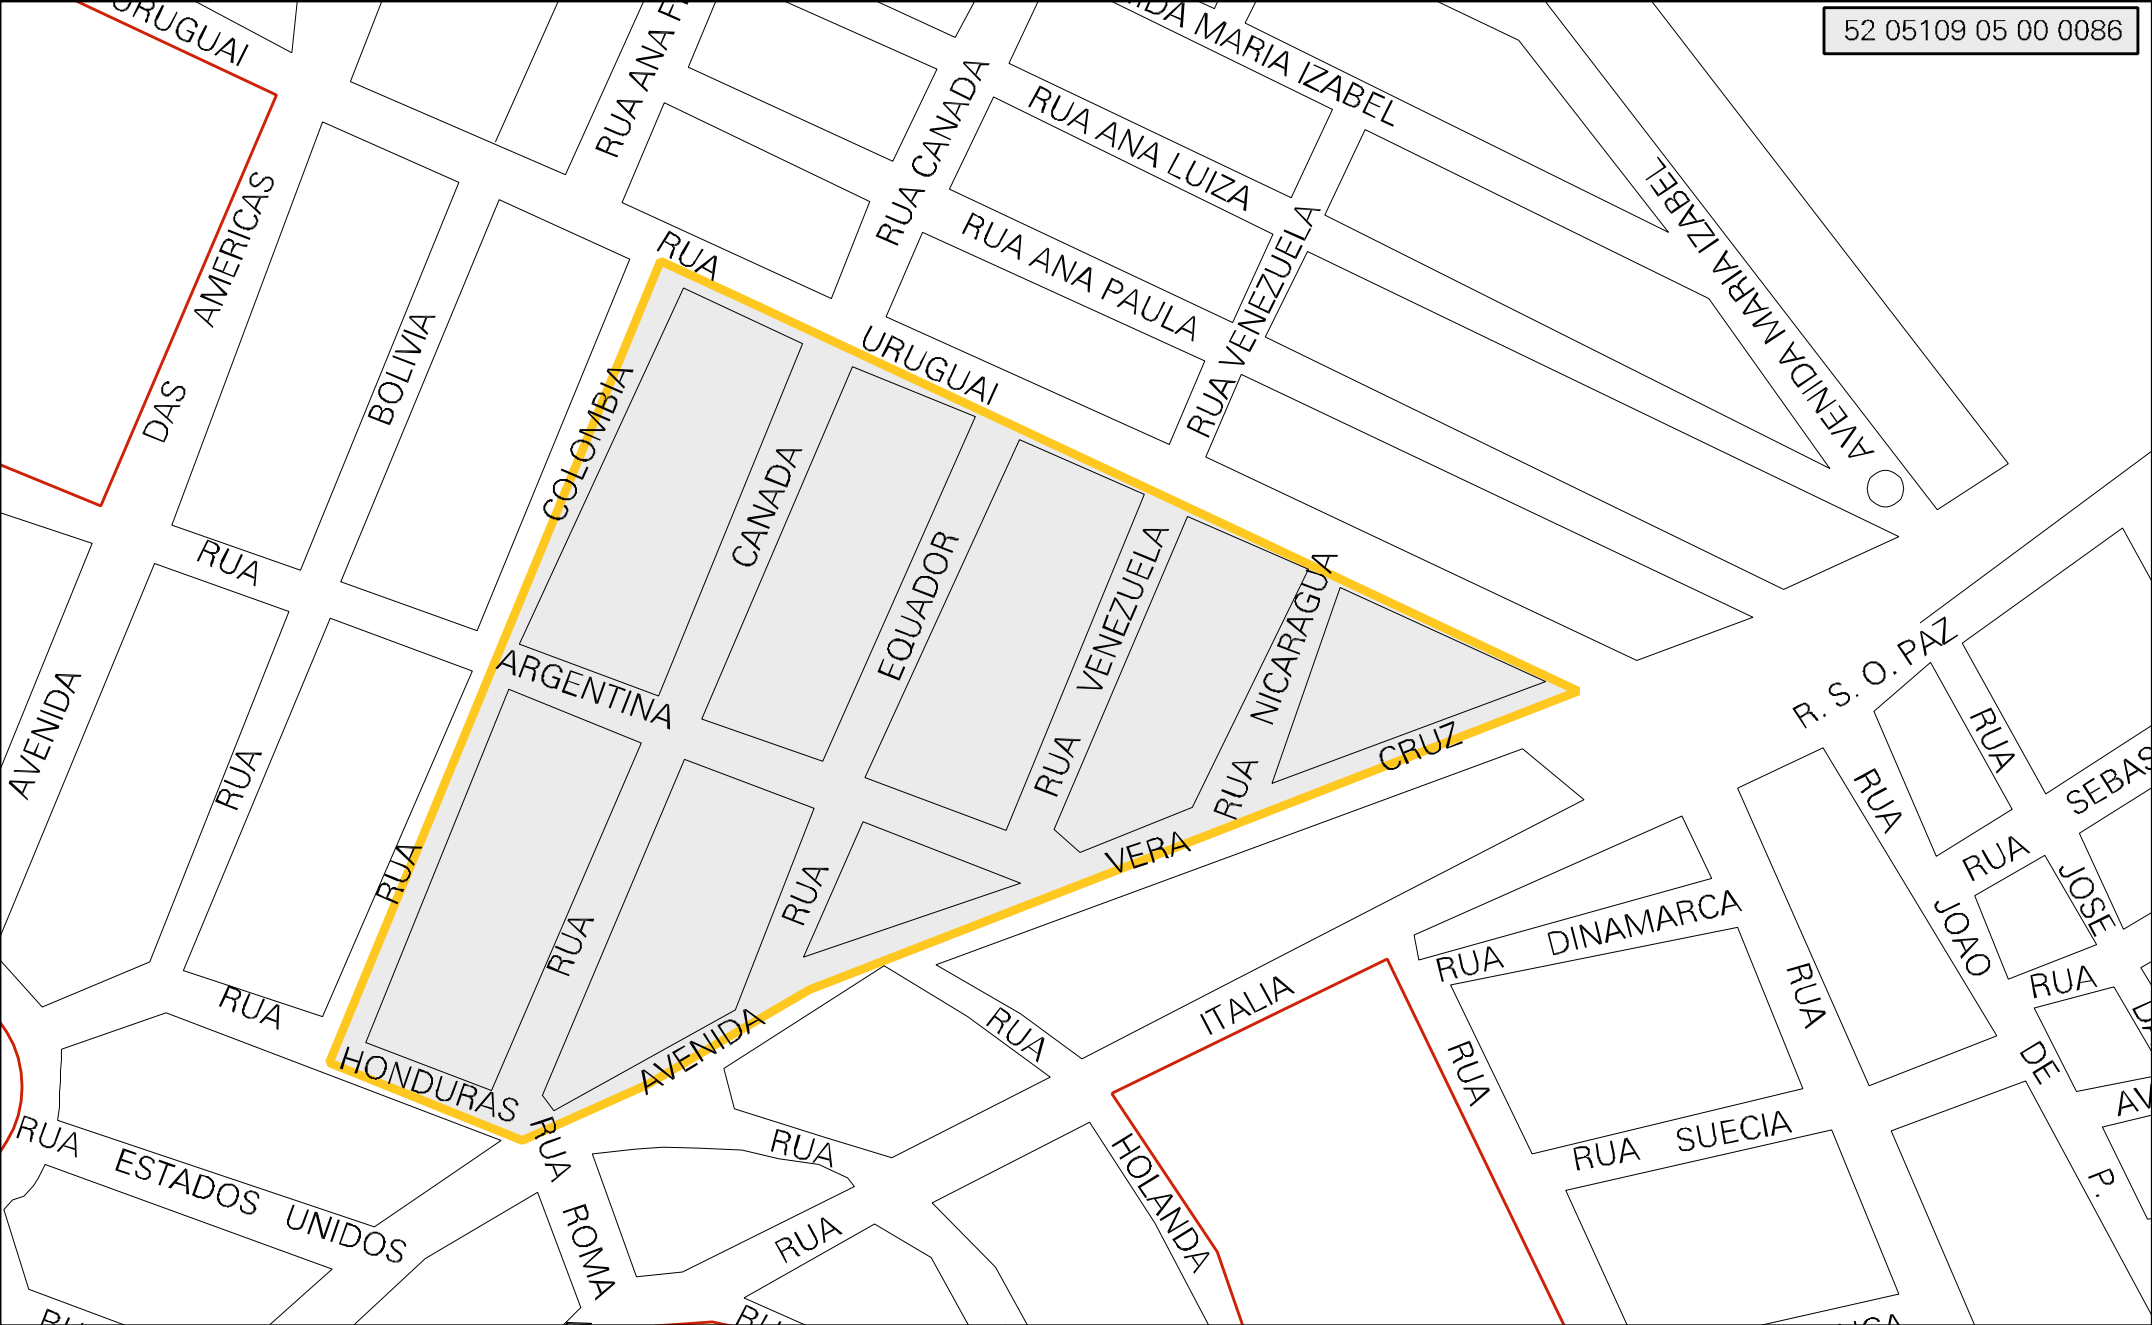 52 05109 05 00 0086
URUGUAI
RUA ANA
MARIA IZABEL
RUA CANADA
RUA ANA LUIZA
RUA ANA PAULA
RUA VENEZUELA
AVENIDA MARIA IZABEL
AVENIDA DAS AMERICAS
RUA BOLIVIA
RUA COLOMBIA
RUA URUGUAI
RUA CANADA
RUA EQUADOR
RUA VENEZUELA
RUA NICARAGUA
RUA ARGENTINA
AVENIDA VERA CRUZ
RUA HONDURAS
RUA ESTADOS UNIDOS
RUA ROMA
RUA
RUA ITALIA
RUA HOLANDA
R. S. O. PAZ
RUA
SEBAS
RUA JOAO DE P.
RUA JOSE
RUA
RUA DINAMARCA
RUA
RUA
RUA SUECIA
RUA